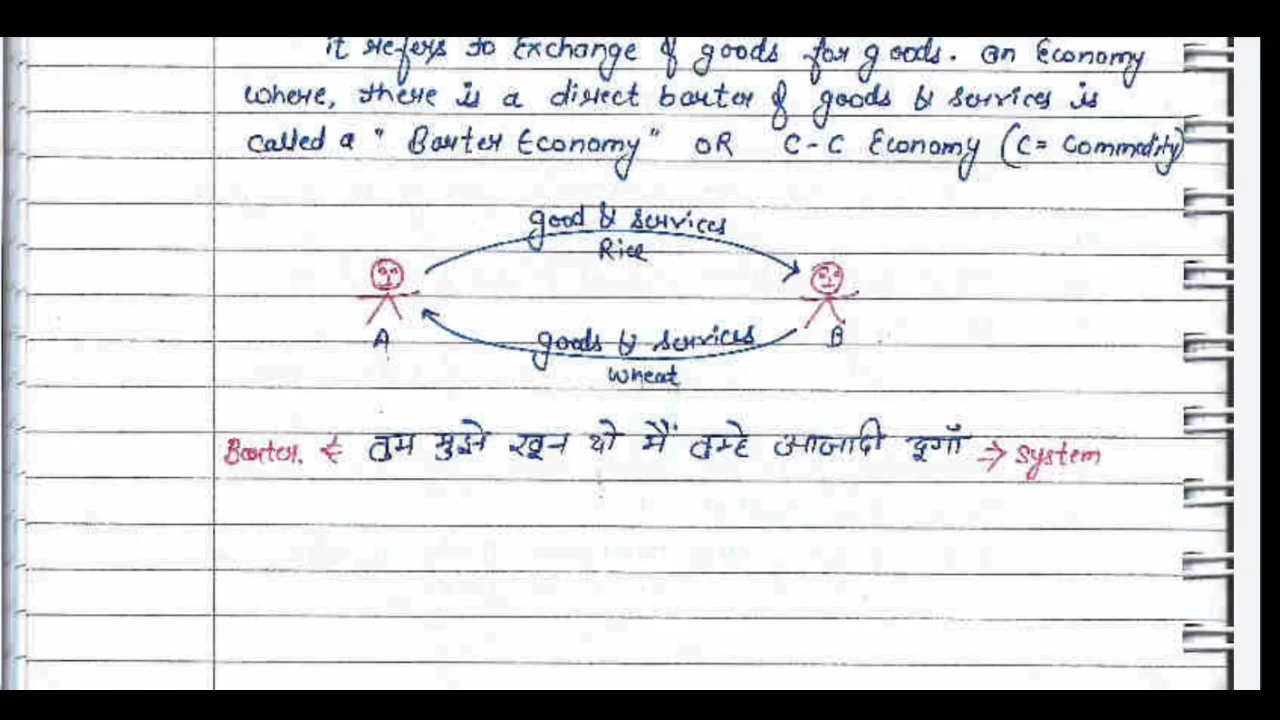 it refers to Exchange of goods for goods. An Economy
where, there is a direct barter of goods & services is
called a "Barter Economy" OR C-C Economy (C= Commodity)
good & services
Rice
A
B
goods & services
wheat
Barter. ⇐ तुम मुझे खून दो मैं तुम्हे आजादी दूगाँ ⇒ System